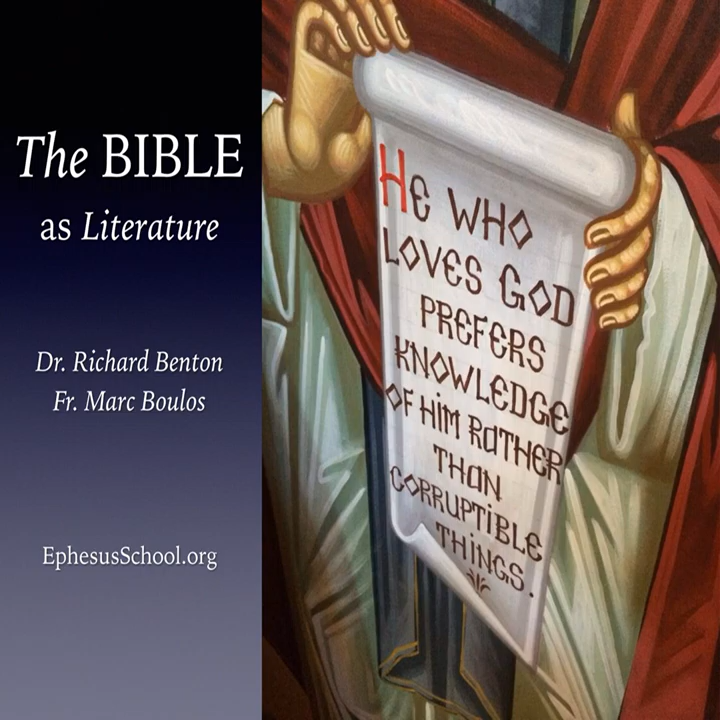 The BIBLE
as Literature
Dr. Richard Benton
Fr. Marc Boulos
EphesusSchool.org
HE WHO
LOVES GOD
PREFERS
KNOWLEDGE
OF HiM RATHER
THAN
CORRUPTiBLE
THiNGS.